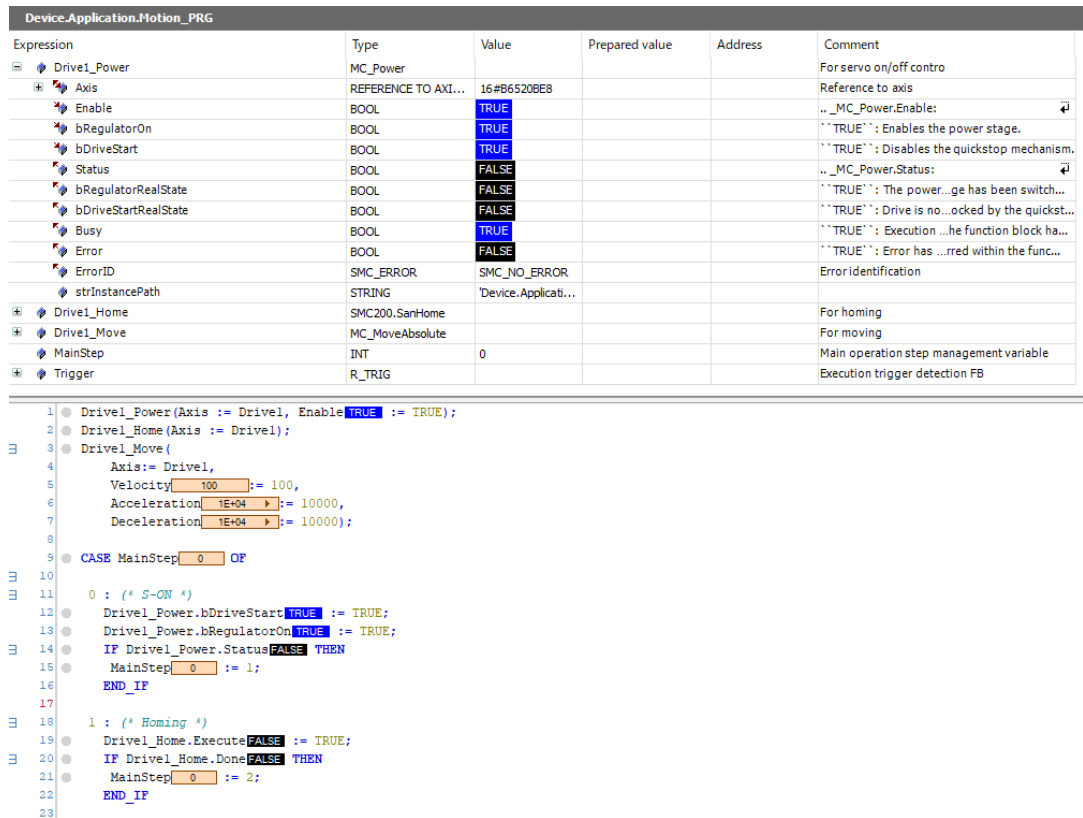 Device.Application.Motion_PRG
Expression Type Value Prepared value Address Comment
Drive1_Power MC_Power For servo on/off contro
Axis REFERENCE TO AXI... 16#B6520BE8 Reference to axis
Enable BOOL TRUE .. _MC_Power.Enable:
bRegulatorOn BOOL TRUE ``TRUE``: Enables the power stage.
bDriveStart BOOL TRUE ``TRUE``: Disables the quickstop mechanism.
Status BOOL FALSE .. _MC_Power.Status:
bRegulatorRealState BOOL FALSE ``TRUE``: The power...ge has been switch...
bDriveStartRealState BOOL FALSE ``TRUE``: Drive is no...ocked by the quickst...
Busy BOOL TRUE ``TRUE``: Execution ...he function block ha...
Error BOOL FALSE ``TRUE``: Error has ...rred within the func...
ErrorID SMC_ERROR SMC_NO_ERROR Error identification
strInstancePath STRING 'Device.Applicati...
Drive1_Home SMC200.SanHome For homing
Drive1_Move MC_MoveAbsolute For moving
MainStep INT 0 Main operation step management variable
Trigger R_TRIG Execution trigger detection FB
1 Drive1_Power(Axis := Drive1, Enable TRUE := TRUE);
2 Drive1_Home(Axis := Drive1);
3 Drive1_Move(
4 Axis:= Drive1,
5 Velocity 100 := 100,
6 Acceleration 1E+04 := 10000,
7 Deceleration 1E+04 := 10000);
8
9 CASE MainStep 0 OF
10
11 0 : (* S-ON *)
12 Drive1_Power.bDriveStart TRUE := TRUE;
13 Drive1_Power.bRegulatorOn TRUE := TRUE;
14 IF Drive1_Power.Status FALSE THEN
15 MainStep 0 := 1;
16 END_IF
17
18 1 : (* Homing *)
19 Drive1_Home.Execute FALSE := TRUE;
20 IF Drive1_Home.Done FALSE THEN
21 MainStep 0 := 2;
22 END_IF
23